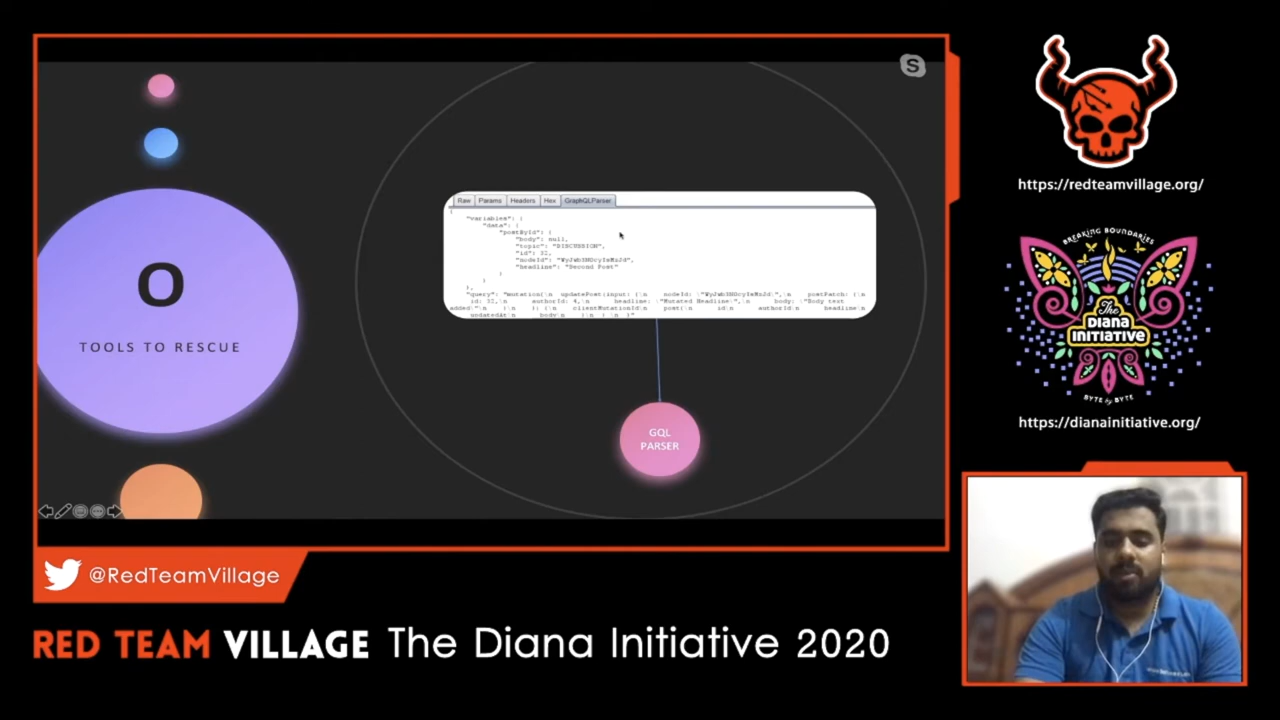 S
O
TOOLS TO RESCUE
Raw Params Headers Hex GraphQLParser
{
"variables": {
"data": {
"postById": {
"body": null,
"topic": "DISCUSSION",
"id": 32,
"headline": "Second Post"
}
}
},
GQL
PARSER
https://redteamvillage.org/
BREAKING BOUNDARIES
The
DIANA
INITIATIVE
BYTE by BYTE
https://dianainitiative.org/
@RedTeamVillage
RED TEAM VILLAGE The Diana Initiative 2020